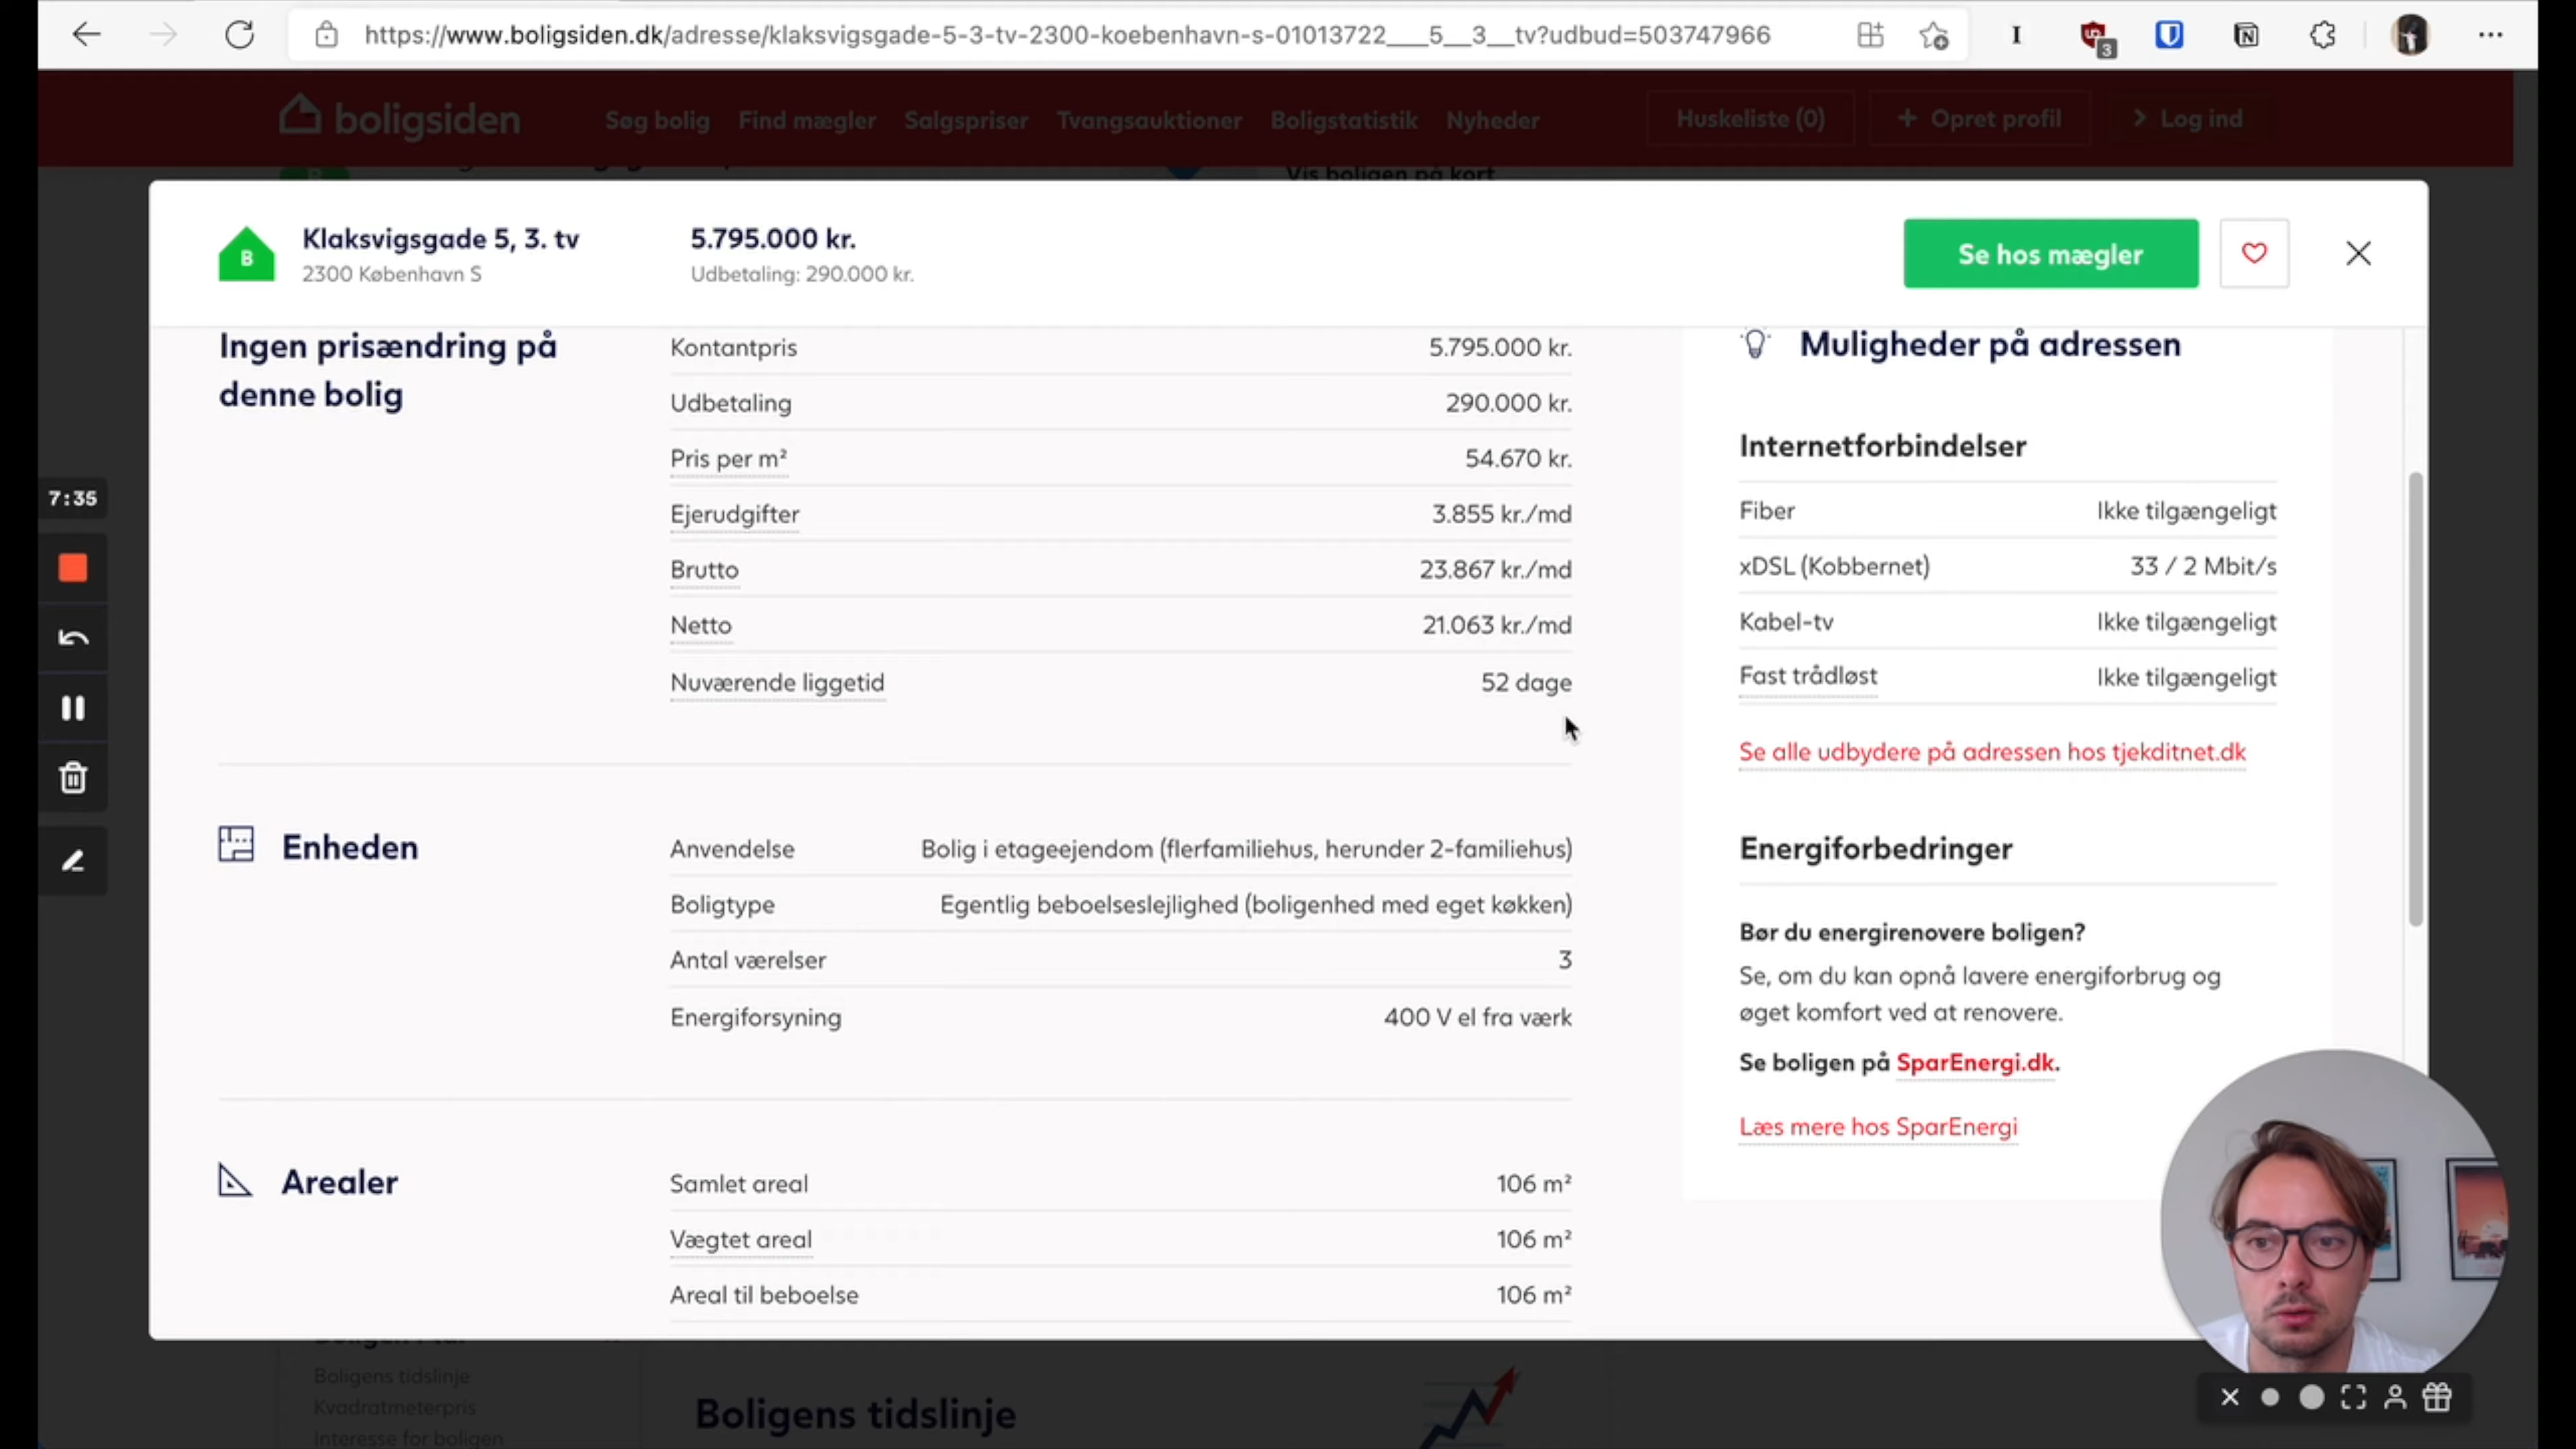 https://www.boligsiden.dk/adresse/klaksvigsgade-5-3-tv-2300-koebenhavn-s-01013722___5__3__tv?udbud=503747966
3
boligsiden
Søg bolig
Find mægler
Salgspriser
Tvangsauktioner
Boligstatistik
Nyheder
Huskeliste (0)
+ Opret profil
Log ind
Vis boligen på kort
B
Klaksvigsgade 5, 3. tv
2300 København S
5.795.000 kr.
Udbetaling: 290.000 kr.
Se hos mægler
Ingen prisændring på
denne bolig
Kontantpris 5.795.000 kr.
Udbetaling 290.000 kr.
Pris per m² 54.670 kr.
Ejerudgifter 3.855 kr./md
Brutto 23.867 kr./md
Netto 21.063 kr./md
Nuværende liggetid 52 dage
Enheden
Anvendelse Bolig i etageejendom (flerfamiliehus, herunder 2-familiehus)
Boligtype Egentlig beboelseslejlighed (boligenhed med eget køkken)
Antal værelser 3
Energiforsyning 400 V el fra værk
Arealer
Samlet areal 106 m²
Vægtet areal 106 m²
Areal til beboelse 106 m²
Muligheder på adressen
Internetforbindelser
Fiber Ikke tilgængeligt
xDSL (Kobbernet) 33 / 2 Mbit/s
Kabel-tv Ikke tilgængeligt
Fast trådløst Ikke tilgængeligt
Se alle udbydere på adressen hos tjekditnet.dk
Energiforbedringer
Bør du energirenovere boligen?
Se, om du kan opnå lavere energiforbrug og
øget komfort ved at renovere.
Se boligen på SparEnergi.dk.
Læs mere hos SparEnergi
7:35
Boligens tidslinje
Kvadratmeterpris
Interesse for boligen
Boligens tidslinje